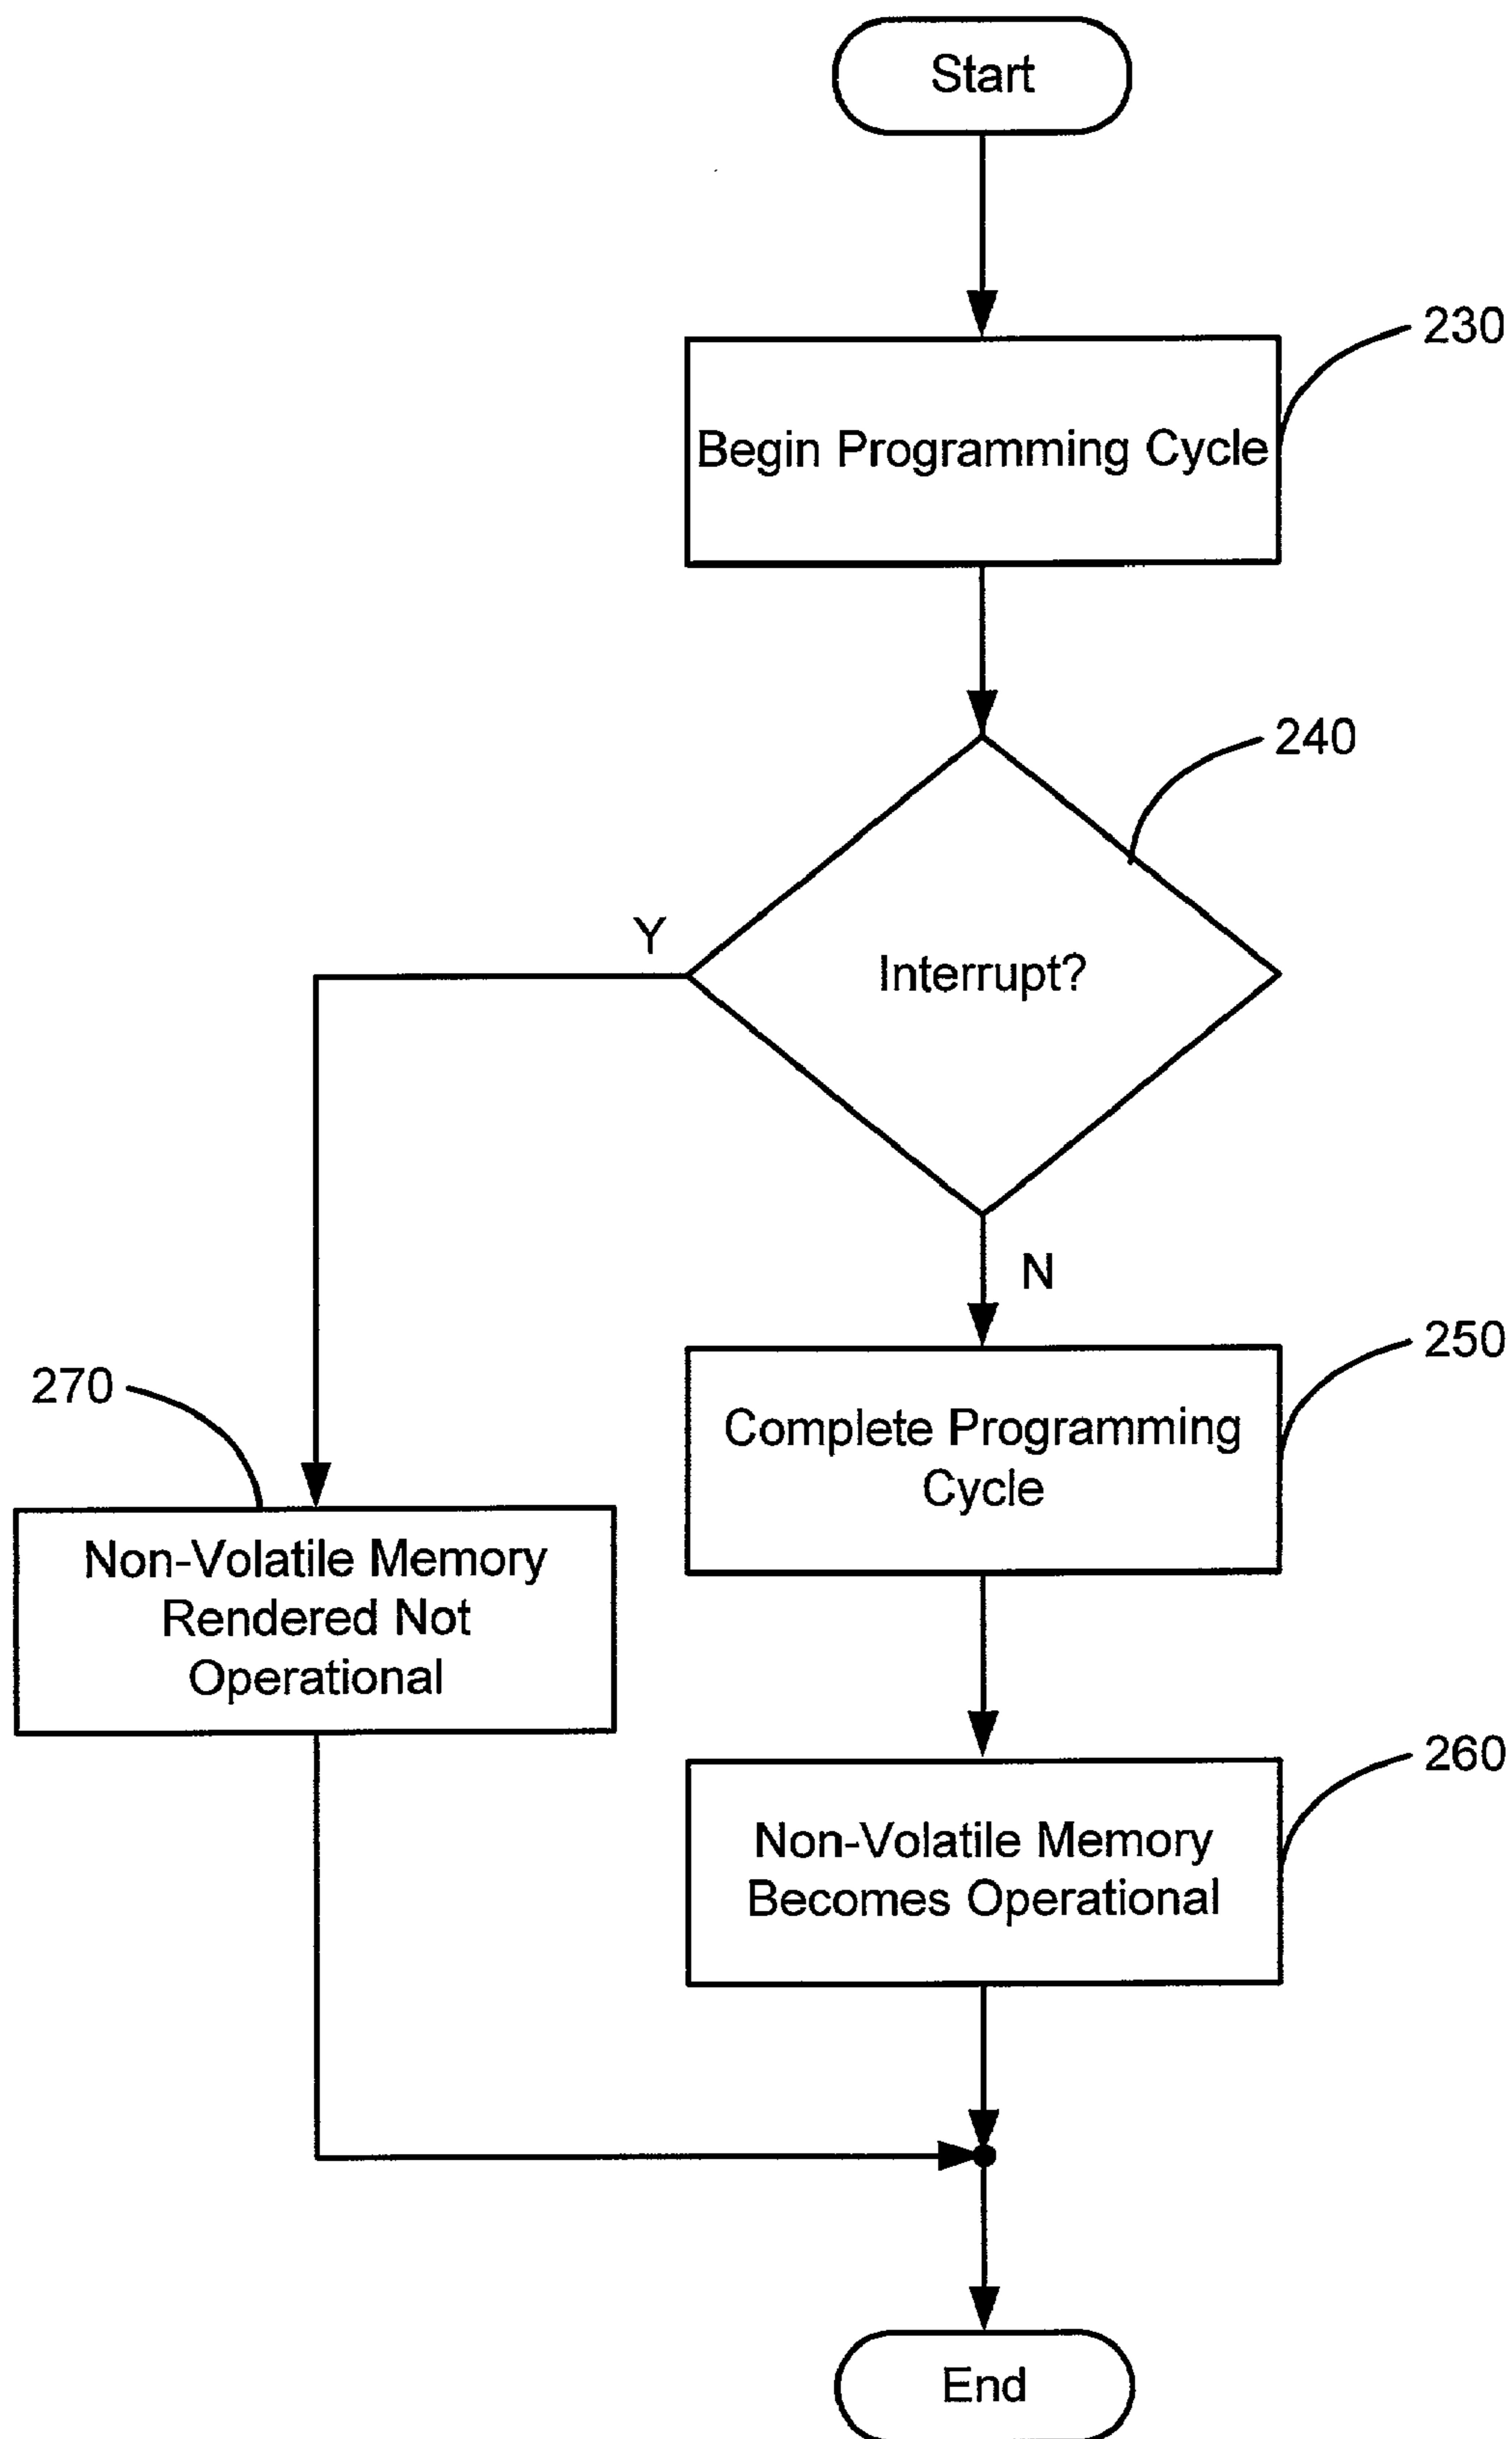 Start
230
Begin Programming Cycle
240
Y
Interrupt?
N
250
270
Complete Programming
Cycle
Non-Volatile Memory
Rendered Not
Operational
260
Non-Volatile Memory
Becomes Operational
End